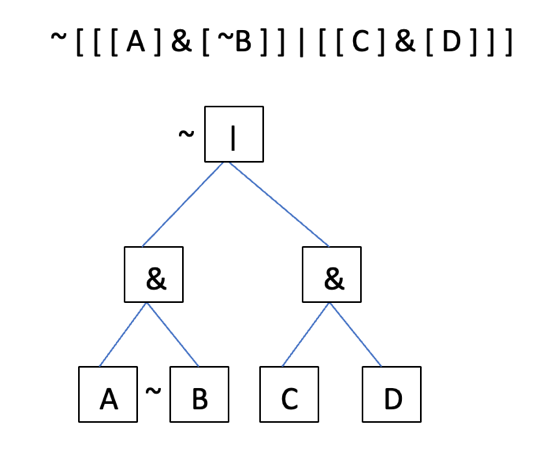 ~ [ [ [ A ] & [ ~B ] ] | [ [ C ] & [ D ] ] ]
~ |
& &
A ~ B C D